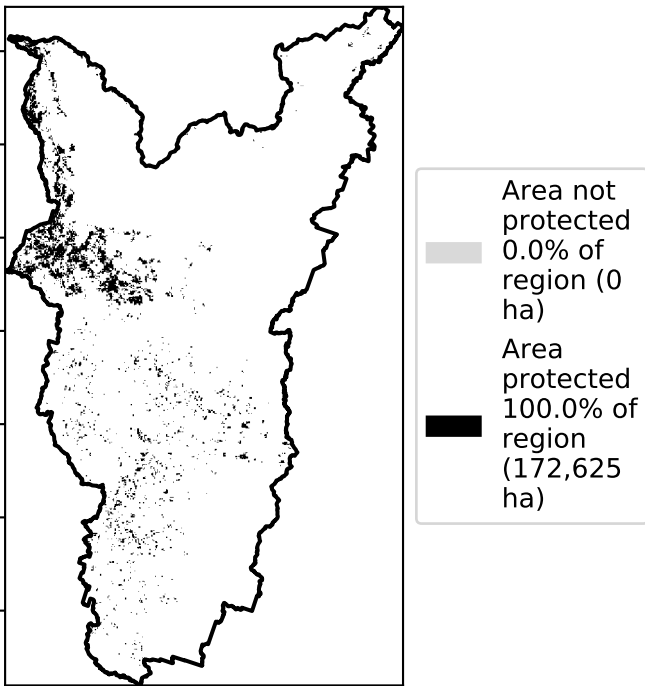 Area not
protected
0.0% of
region (0
ha)
Area
protected
100.0% of
region
(172,625
ha)